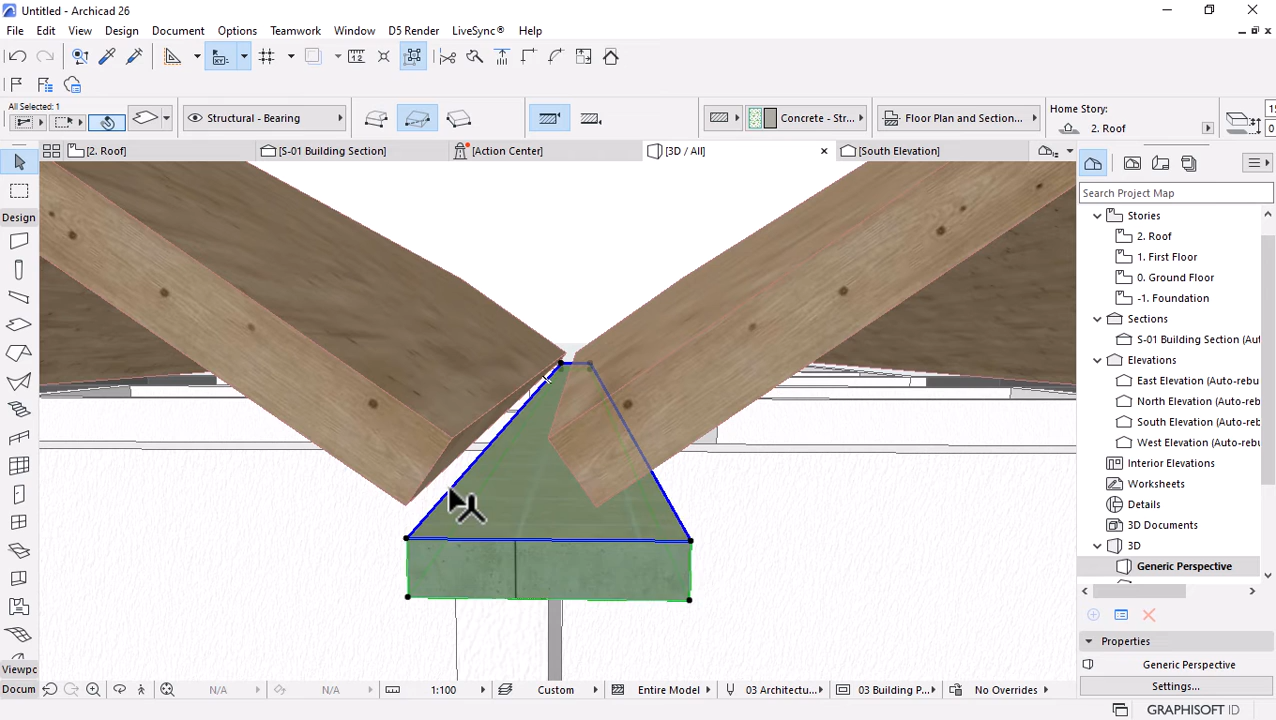 Untitled - Archicad 26
File Edit View Design Document Options Teamwork Window D5 Render LiveSync® Help
All Selected: 1
Structural - Bearing
Concrete - Str...
Floor Plan and Section...
Home Story:
2. Roof
[2. Roof]
[S-01 Building Section]
[Action Center]
[3D / All]
[South Elevation]
Design
Search Project Map
Stories
2. Roof
1. First Floor
0. Ground Floor
-1. Foundation
Sections
S-01 Building Section (A
Elevations
East Elevation (Auto-rebu
North Elevation (Auto-reb
South Elevation (Auto-reb
West Elevation (Auto-rebu
Interior Elevations
Worksheets
Details
3D Documents
3D
Generic Perspective
Properties
Generic Perspective
Settings...
Viewpc
Docum
N/A
N/A
1:100
Custom
Entire Model
03 Architectu...
03 Building P...
No Overrides
GRAPHISOFT ID